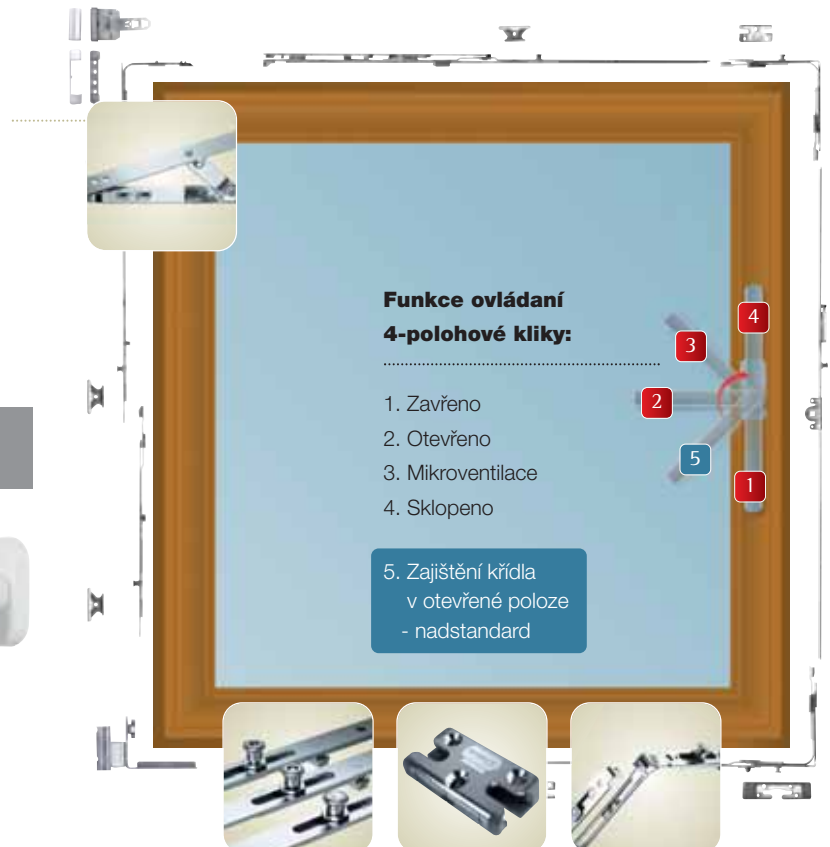 Funkce ovládaní
4-polohové kliky:
1. Zavřeno
2. Otevřeno
3. Mikroventilace
4. Sklopeno
5. Zajištění křídla
v otevřené poloze
- nadstandard
4
3
2
5
1